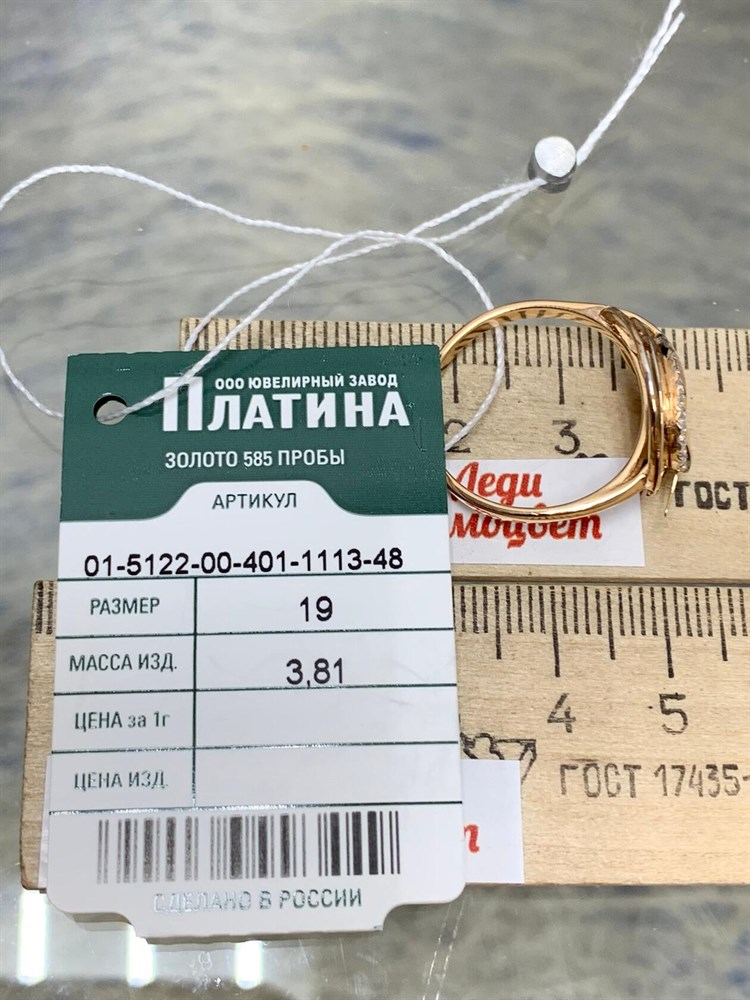 ООО ЮВЕЛИРНЫЙ ЗАВОД
ПЛАТИНА
ЗОЛОТО 585 ПРОБЫ
АРТИКУЛ
01-5122-00-401-1113-48
РАЗМЕР 19
МАССА ИЗД. 3,81
ЦЕНА за 1г
ЦЕНА ИЗД.
СДЕЛАНО В РОССИИ
2 3
Леди
моцвет
ГОСТ
4 5
ГОСТ 17435-
т